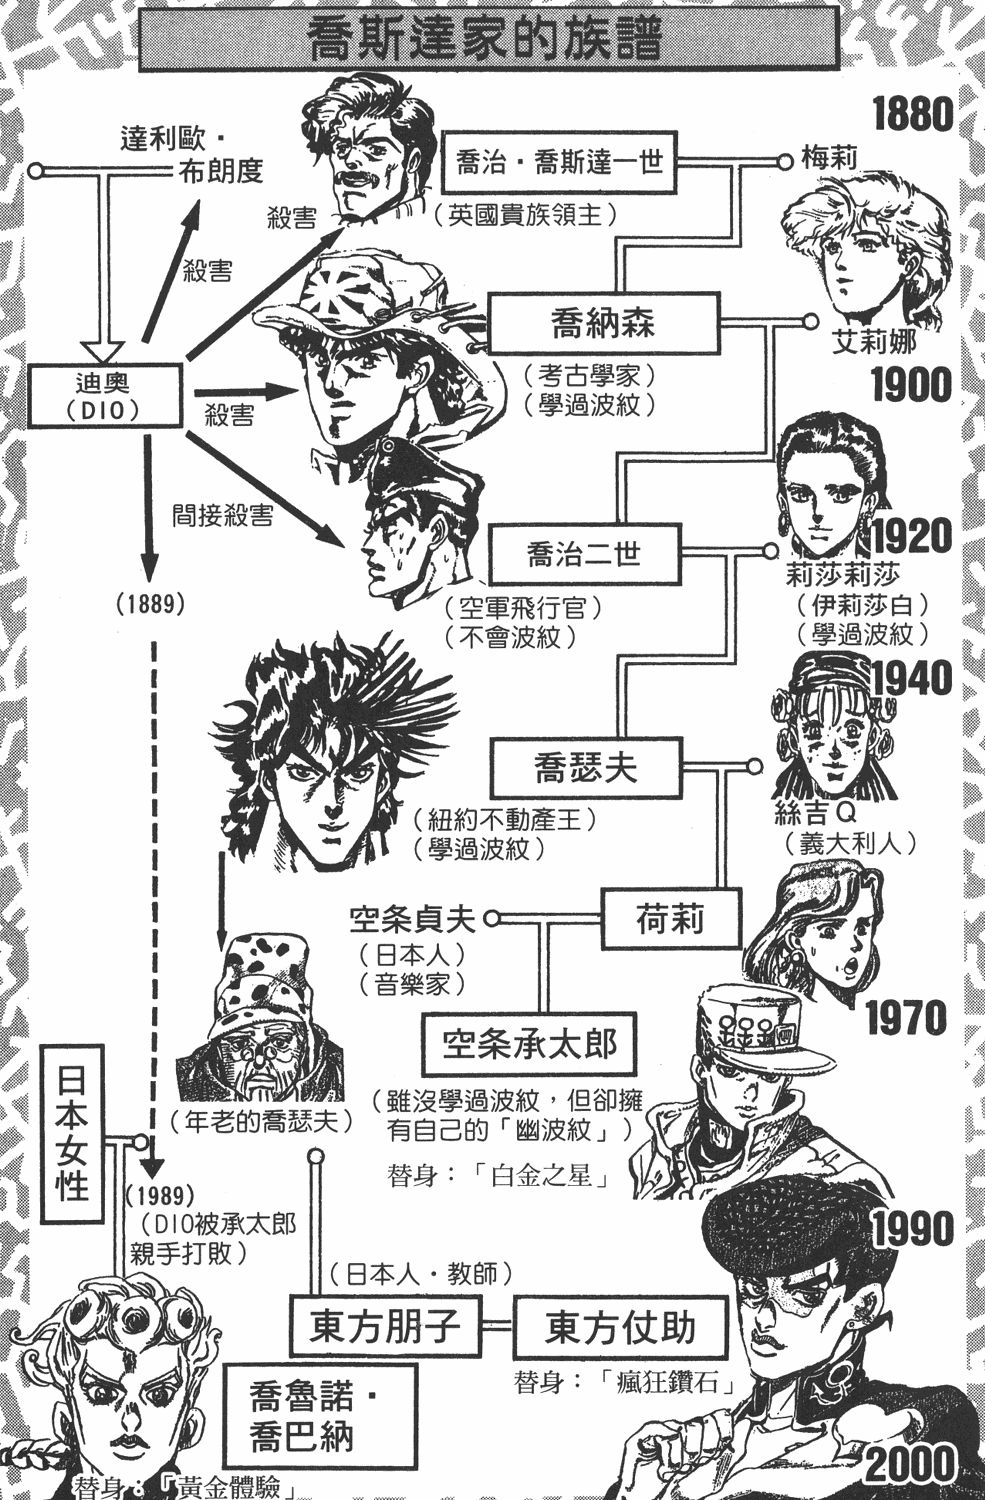 喬斯達家的族譜
1880
達利歐・
布朗度
喬治・喬斯達一世
梅莉
（英國貴族領主）
殺害
殺害
喬納森
艾莉娜
迪奧
（DIO）
（考古學家）
（學過波紋）
1900
殺害
間接殺害
喬治二世
1920
莉莎莉莎
（伊莉莎白）
（學過波紋）
（空軍飛行官）
（不會波紋）
（1889）
1940
喬瑟夫
絲吉Q
（義大利人）
（紐約不動產王）
（學過波紋）
空条貞夫
（日本人）
（音樂家）
荷莉
1970
空条承太郎
（年老的喬瑟夫）
（雖沒學過波紋，但卻擁
有自己的「幽波紋」）
替身：「白金之星」
日本女性
（1989）
（DIO被承太郎
親手打敗）
1990
（日本人・教師）
東方朋子
東方仗助
替身：「瘋狂鑽石」
喬魯諾・
喬巴納
替身：「黃金體驗」
2000